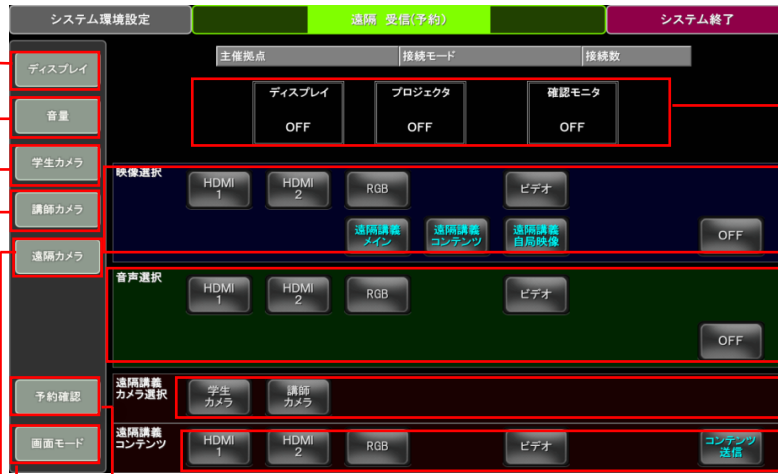 システム環境設定
遠隔 受信(予約)
システム終了
主催拠点
接続モード
接続数
ディスプレイ
音量
学生カメラ
講師カメラ
遠隔カメラ
予約確認
画面モード
ディスプレイ
OFF
プロジェクタ
OFF
確認モニタ
OFF
映像選択
HDMI
1
HDMI
2
RGB
ビデオ
遠隔講義
メイン
遠隔講義
コンテンツ
遠隔講義
自局映像
OFF
音声選択
HDMI
1
HDMI
2
RGB
ビデオ
OFF
遠隔講義
カメラ選択
学生
カメラ
講師
カメラ
遠隔講義
コンテンツ
HDMI
1
HDMI
2
RGB
ビデオ
コンテンツ
送信